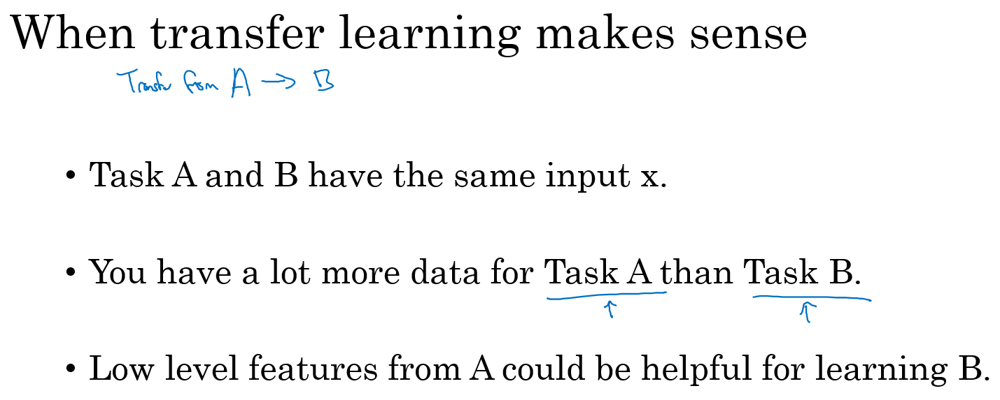 When transfer learning makes sense
Transfer from A → B
• Task A and B have the same input x.
• You have a lot more data for Task A than Task B.
• Low level features from A could be helpful for learning B.